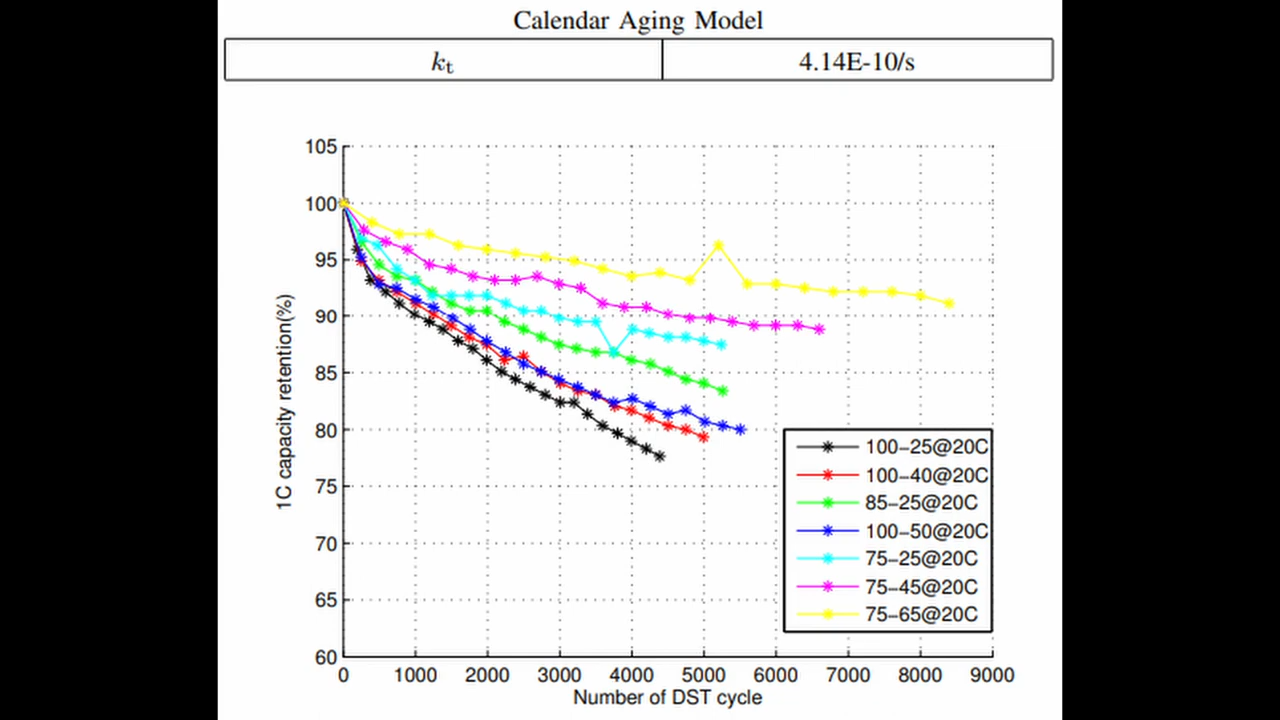 Calendar Aging Model
kt 4.14E-10/s
105
100
95
90
85
80
75
70
65
60
1C capacity retention(%)
100–25@20C
100–40@20C
85–25@20C
100–50@20C
75–25@20C
75–45@20C
75–65@20C
0 1000 2000 3000 4000 5000 6000 7000 8000 9000
Number of DST cycle